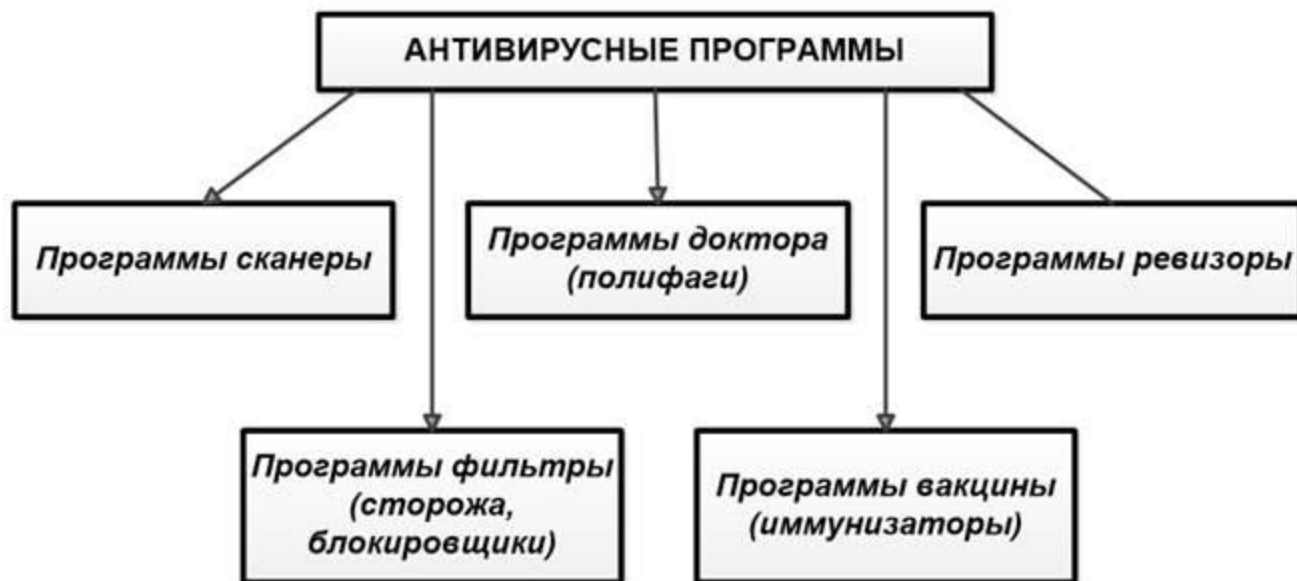 АНТИВИРУСНЫЕ ПРОГРАММЫ
Программы сканеры
Программы доктора
(полифаги)
Программы ревизоры
Программы фильтры
(сторожа,
блокировщики)
Программы вакцины
(иммунизаторы)